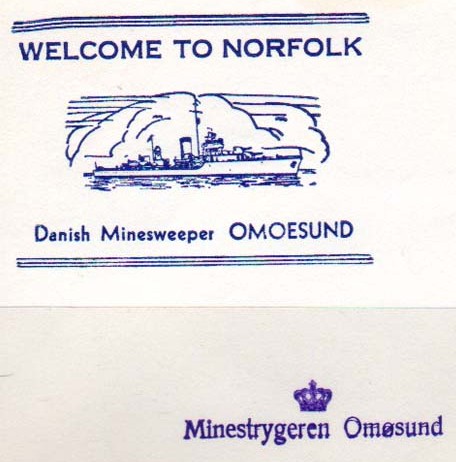 WELCOME TO NORFOLK
Danish Minesweeper OMOESUND
Minestrygeren Omøsund